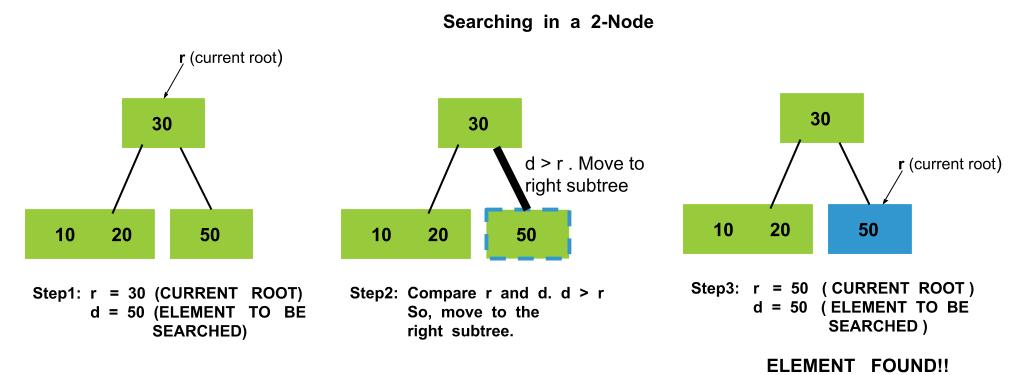 Searching in a 2-Node
r (current root)
30
10 20
50
Step1: r = 30 (CURRENT ROOT)
d = 50 (ELEMENT TO BE
SEARCHED)
30
d > r . Move to
right subtree
10 20
50
Step2: Compare r and d. d > r
So, move to the
right subtree.
30
r (current root)
10 20
50
Step3: r = 50 ( CURRENT ROOT )
d = 50 ( ELEMENT TO BE
SEARCHED )
ELEMENT FOUND!!